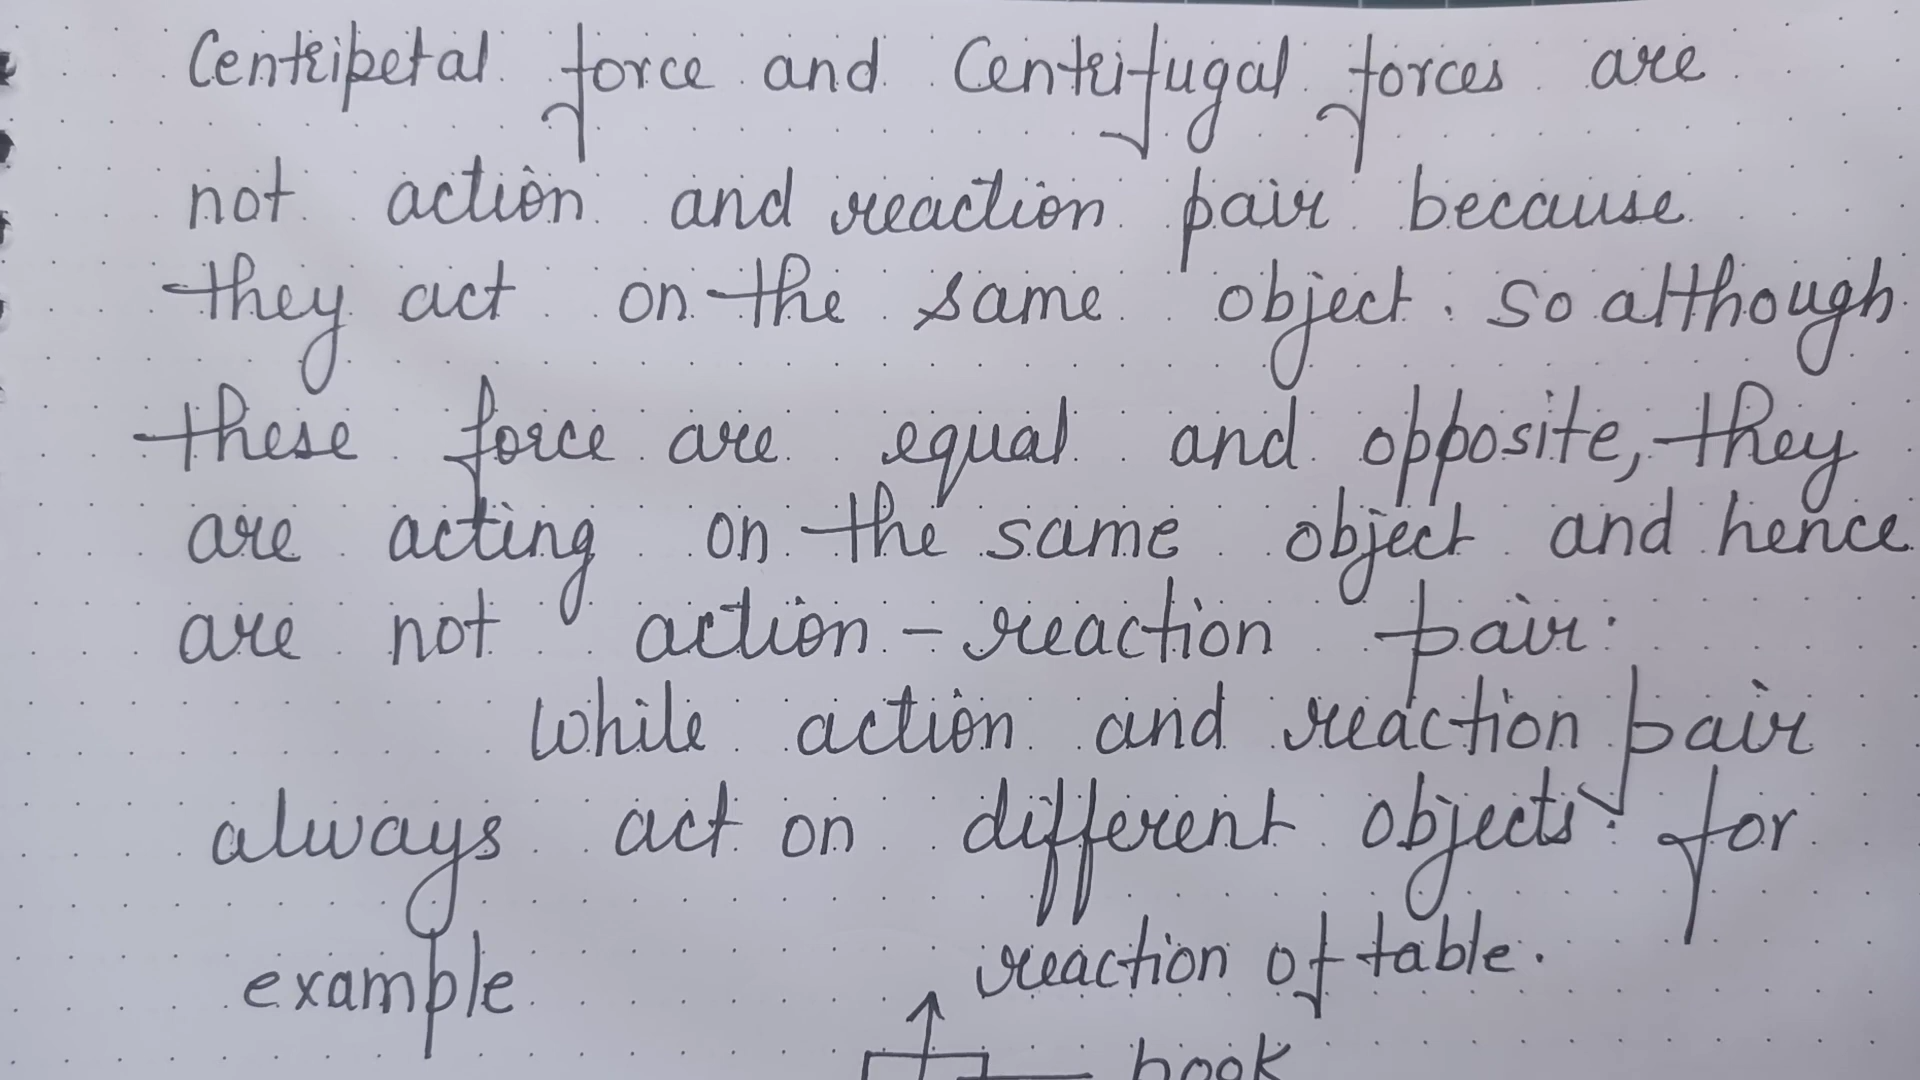 Centripetal force and Centrifugal forces are
not action and reaction pair because
they act on the same object. So although
these force are equal and opposite, they
are acting on the same object and hence
are not action - reaction pair.
While action and reaction pair
always act on different objects. for
example
reaction of table.
book